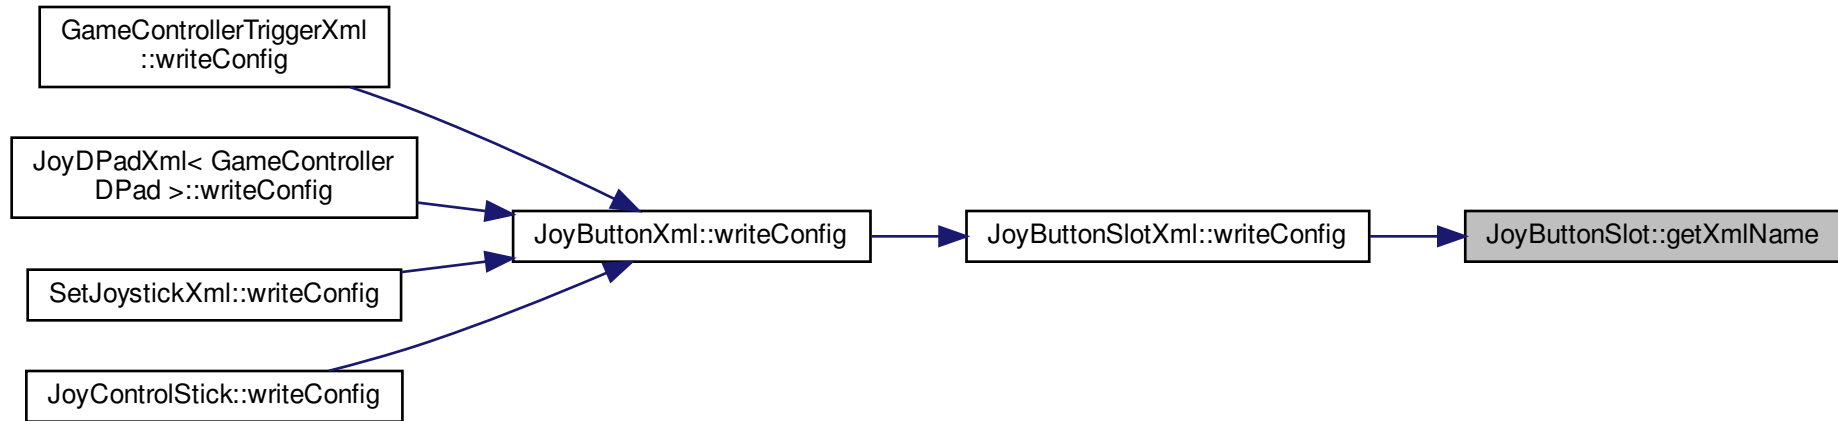 GameControllerTriggerXml
::writeConfig
JoyDPadXml< GameController
DPad >::writeConfig
SetJoystickXml::writeConfig
JoyControlStick::writeConfig
JoyButtonXml::writeConfig
JoyButtonSlotXml::writeConfig
JoyButtonSlot::getXmlName